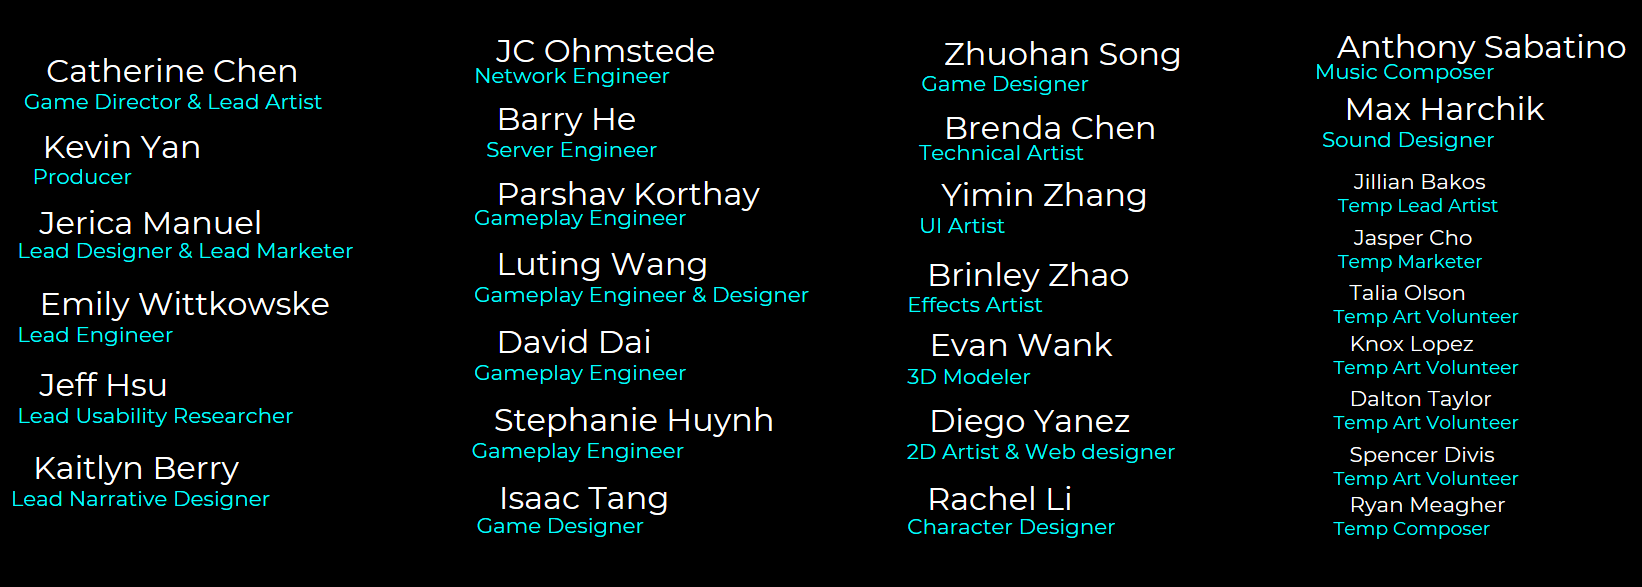 Catherine Chen
Game Director & Lead Artist
Kevin Yan
Producer
Jerica Manuel
Lead Designer & Lead Marketer
Emily Wittkowske
Lead Engineer
Jeff Hsu
Lead Usability Researcher
Kaitlyn Berry
Lead Narrative Designer
JC Ohmstede
Network Engineer
Barry He
Server Engineer
Parshav Korthay
Gameplay Engineer
Luting Wang
Gameplay Engineer & Designer
David Dai
Gameplay Engineer
Stephanie Huynh
Gameplay Engineer
Isaac Tang
Game Designer
Zhuohan Song
Game Designer
Brenda Chen
Technical Artist
Yimin Zhang
UI Artist
Brinley Zhao
Effects Artist
Evan Wank
3D Modeler
Diego Yanez
2D Artist & Web designer
Rachel Li
Character Designer
Anthony Sabatino
Music Composer
Max Harchik
Sound Designer
Jillian Bakos
Temp Lead Artist
Jasper Cho
Temp Marketer
Talia Olson
Temp Art Volunteer
Knox Lopez
Temp Art Volunteer
Dalton Taylor
Temp Art Volunteer
Spencer Divis
Temp Art Volunteer
Ryan Meagher
Temp Composer